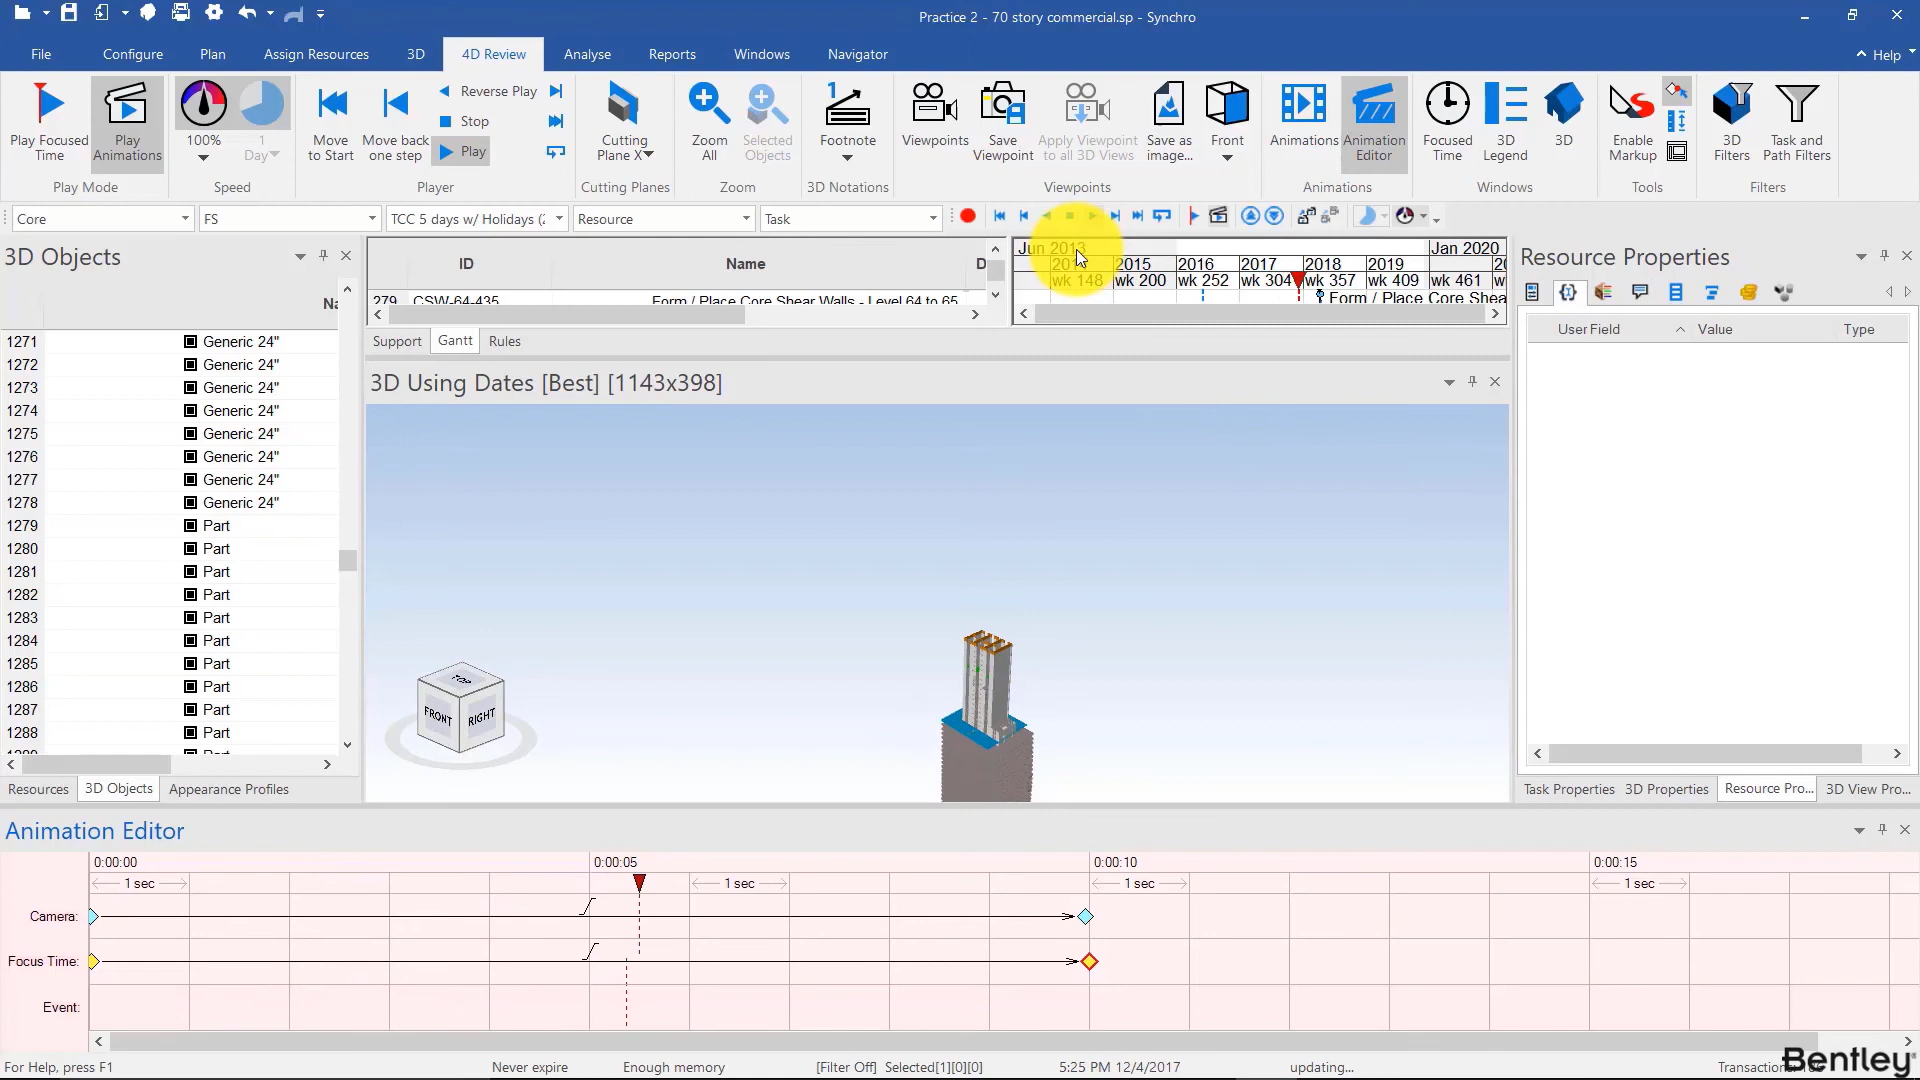 Practice 2 - 70 story commercial.sp - Synchro
File Configure Plan Assign Resources 3D 4D Review Analyse Reports Windows Navigator Help
Play Focused Time
Play Animations
100%
1 Day
Move to Start
Move back one step
Reverse Play
Stop
Play
Cutting Plane X
Zoom All
Selected Objects
1
Footnote
Viewpoints
Save Viewpoint
Apply Viewpoint to all 3D Views
Save as image...
Front
Animations
Animation Editor
Focused Time
3D Legend
3D
Enable Markup
3D Filters
Task and Path Filters
Play Mode Speed Player Cutting Planes Zoom 3D Notations Viewpoints Animations Windows Tools Filters
Core FS TCC 5 days w/ Holidays (2 Resource Task
3D Objects
1271 Generic 24"
1272 Generic 24"
1273 Generic 24"
1274 Generic 24"
1275 Generic 24"
1276 Generic 24"
1277 Generic 24"
1278 Generic 24"
1279 Part
1280 Part
1281 Part
1282 Part
1283 Part
1284 Part
1285 Part
1286 Part
1287 Part
1288 Part
Resources 3D Objects Appearance Profiles
ID Name D
279 CSW-64-435 Form / Place Core Shear Walls - Level 64 to 65
Jun 2013 Jan 2020
2015 2016 2017 2018 2019
wk 148 wk 200 wk 252 wk 304 wk 357 wk 409 wk 461 w
Form / Place Core Shea
Support Gantt Rules
3D Using Dates [Best] [1143x398]
TOP
FRONT RIGHT
Resource Properties
User Field Value Type
Task Properties 3D Properties Resource Pro... 3D View Pro...
Animation Editor
0:00:00 0:00:05 0:00:10 0:00:15
1 sec 1 sec 1 sec 1 sec
Camera:
Focus Time:
Event:
For Help, press F1 Never expire Enough memory [Filter Off] Selected[1][0][0] 5:25 PM 12/4/2017 updating... Transactions:
Bentley